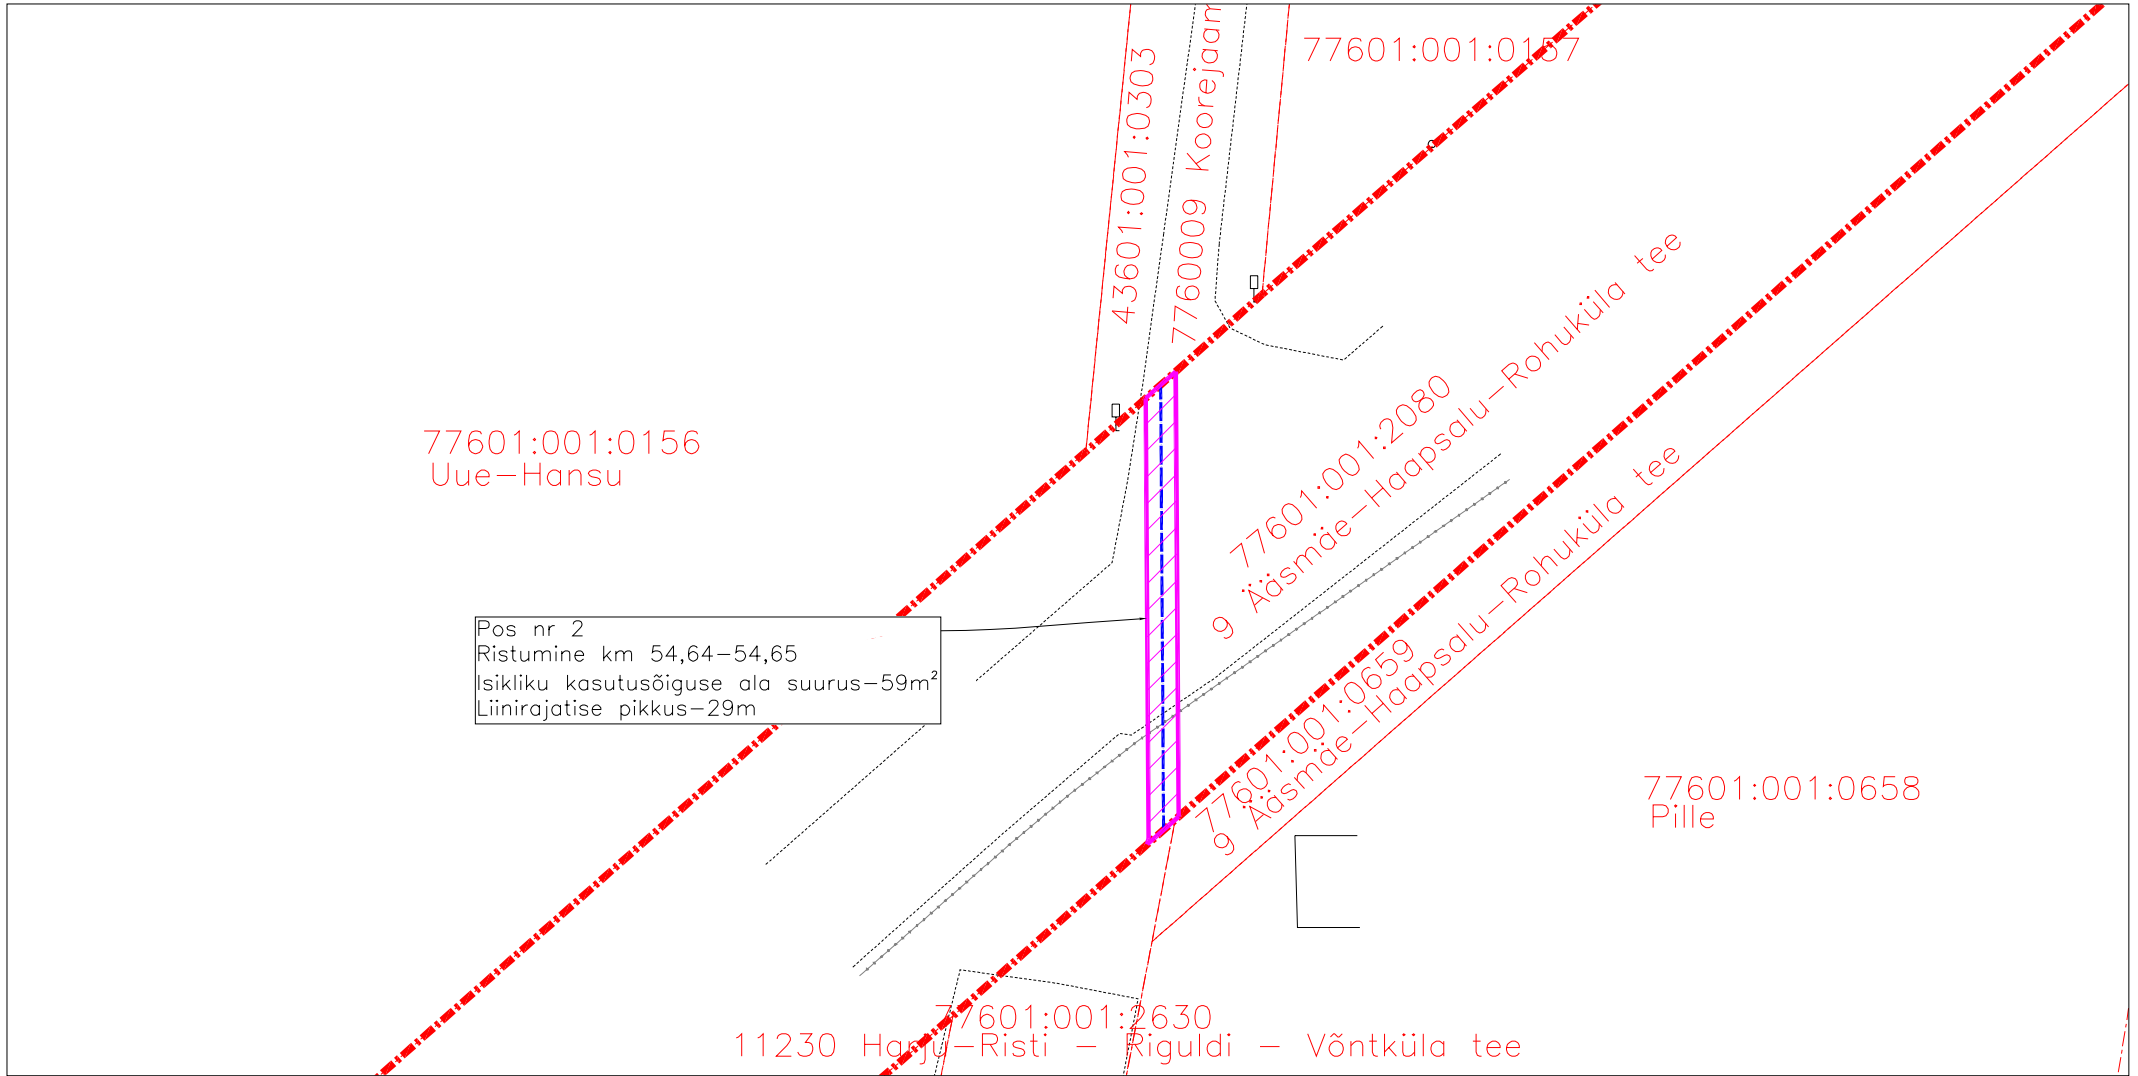 77601:001:0157
43601:001:0303
7760009 Koorejaam
77601:001:0156
Uue-Hansu
77601:001:2080
9 Ääsmäe-Haapsalu-Rohuküla tee
Pos nr 2
Ristumine km 54,64-54,65
Isikliku kasutusõiguse ala suurus-59m²
Liinirajatise pikkus-29m
77601:001:0659
9 Ääsmäe-Haapsalu-Rohuküla tee
77601:001:0658
Pille
77601:001:2630
11230 Harju-Risti - Riguldi - Võntküla tee